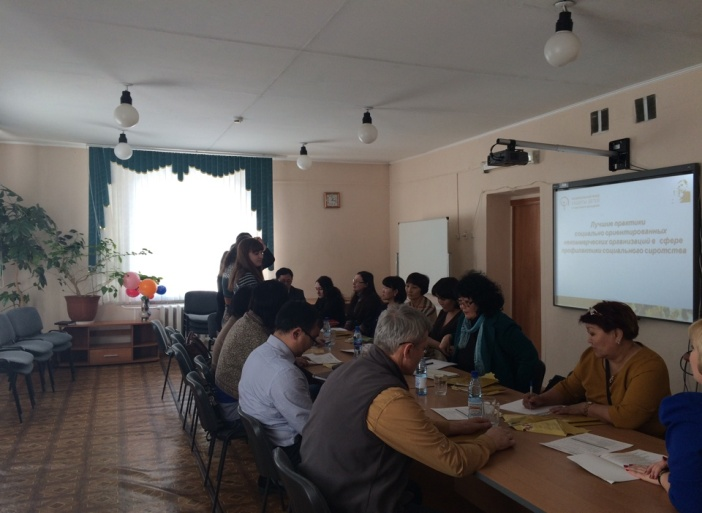 Лучшие практики
социально ориентированных
некоммерческих организаций в сфере
профилактики социального сиротства